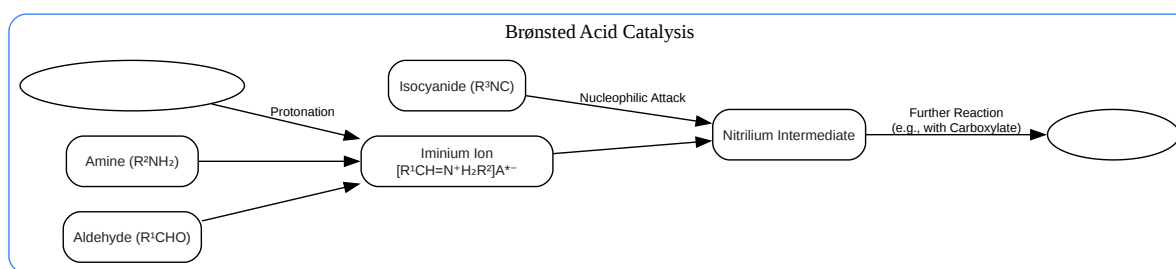 Brønsted Acid Catalysis
Protonation
Isocyanide (R³NC)
Nucleophilic Attack
Amine (R²NH₂)
Iminium Ion
[R¹CH=N⁺H₂R²]A*⁻
Nitrilium Intermediate
Further Reaction
(e.g., with Carboxylate)
Aldehyde (R¹CHO)